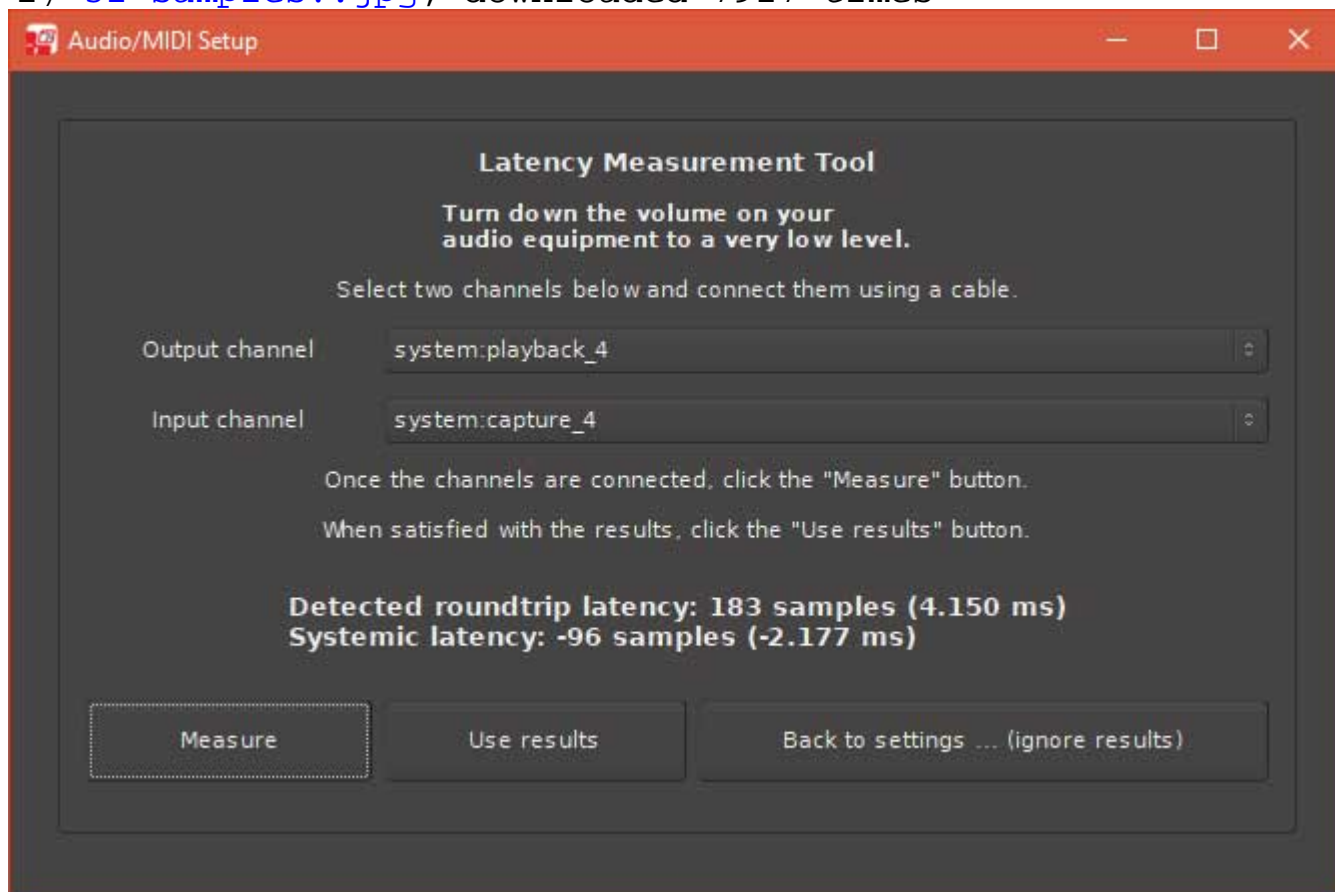 Audio/MIDI Setup
Latency Measurement Tool
Turn down the volume on your
audio equipment to a very low level.
Select two channels below and connect them using a cable.
Output channel system:playback_4
Input channel system:capture_4
Once the channels are connected, click the "Measure" button.
When satisfied with the results, click the "Use results" button.
Detected roundtrip latency: 183 samples (4.150 ms)
Systemic latency: -96 samples (-2.177 ms)
Measure Use results Back to settings ... (ignore results)